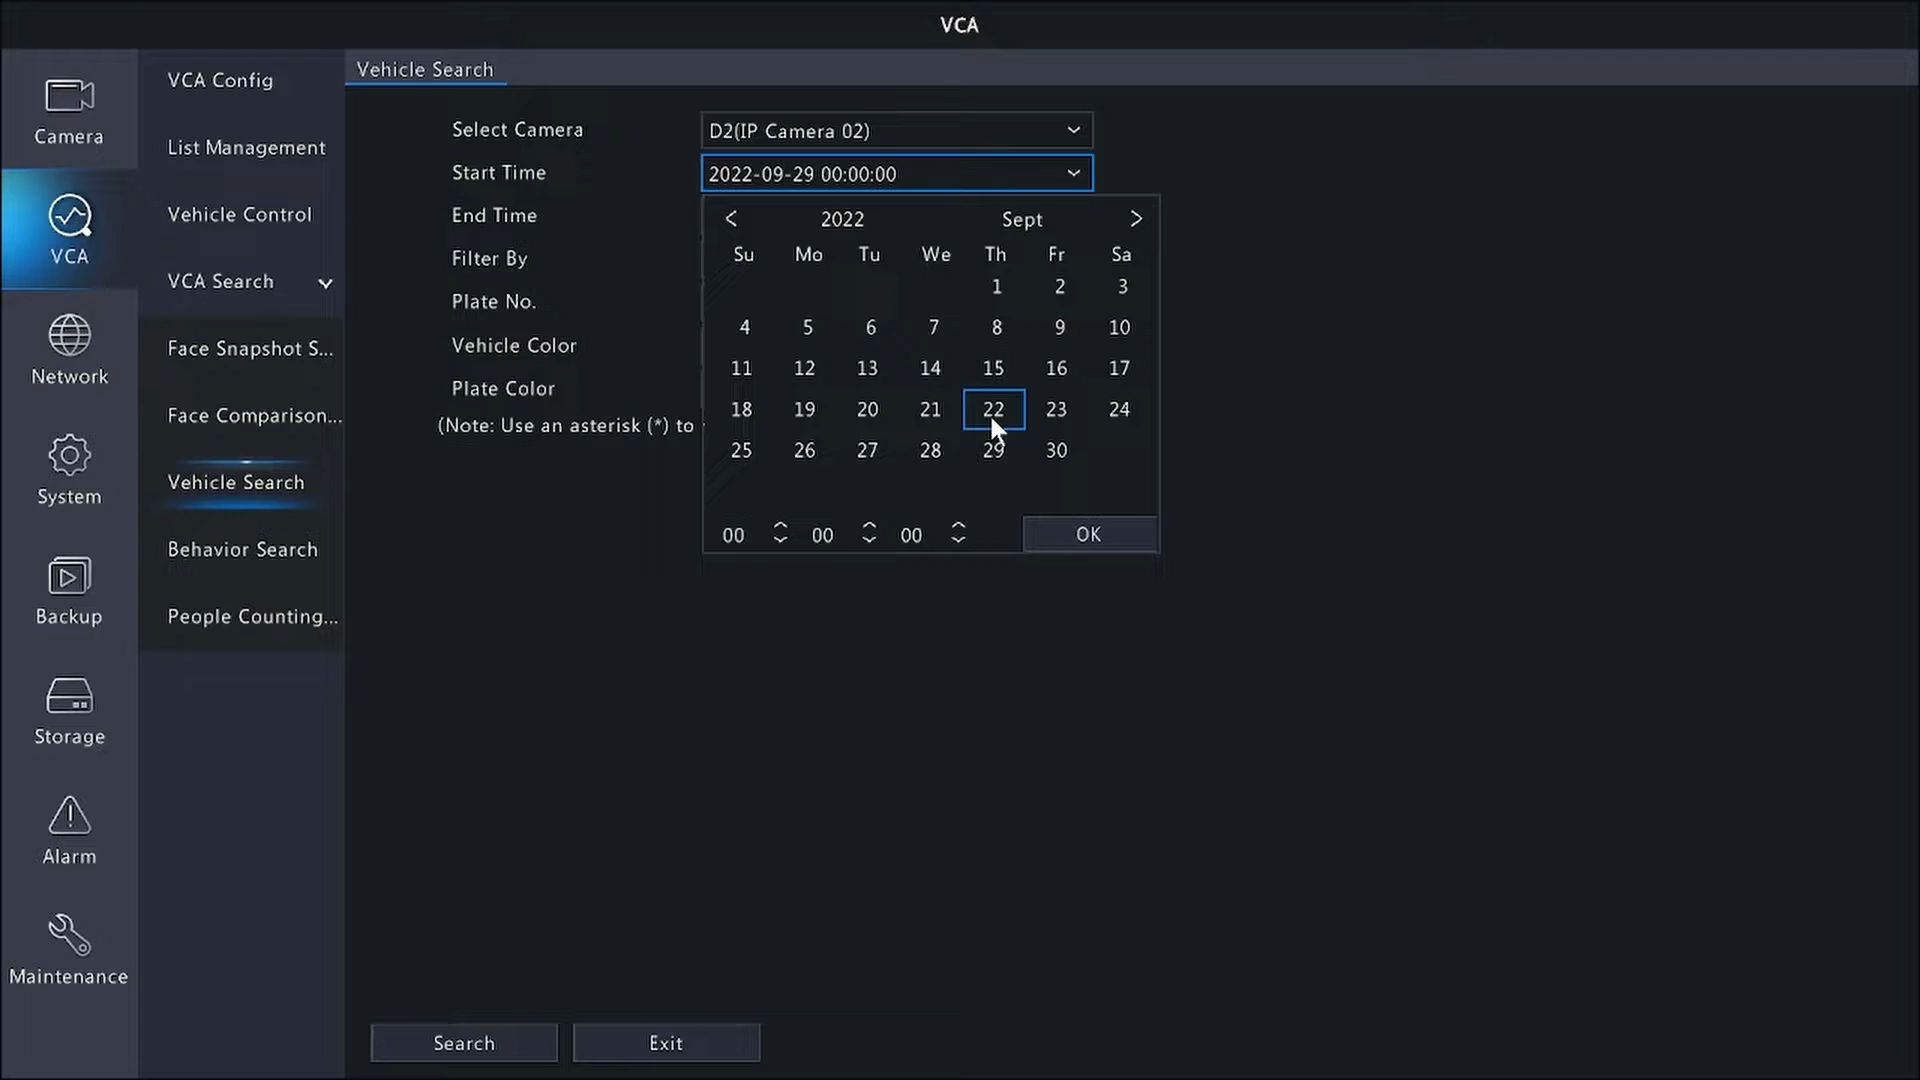 VCA
Camera
VCA
Network
System
Backup
Storage
Alarm
Maintenance
VCA Config
List Management
Vehicle Control
VCA Search
Face Snapshot S...
Face Comparison...
Vehicle Search
Behavior Search
People Counting...
Vehicle Search
Select Camera D2(IP Camera 02)
Start Time 2022-09-29 00:00:00
End Time
Filter By
Plate No.
Vehicle Color
Plate Color
(Note: Use an asterisk (*) to
< 2022 Sept >
Su Mo Tu We Th Fr Sa
1 2 3
4 5 6 7 8 9 10
11 12 13 14 15 16 17
18 19 20 21 22 23 24
25 26 27 28 29 30
00 00 00 OK
Search Exit